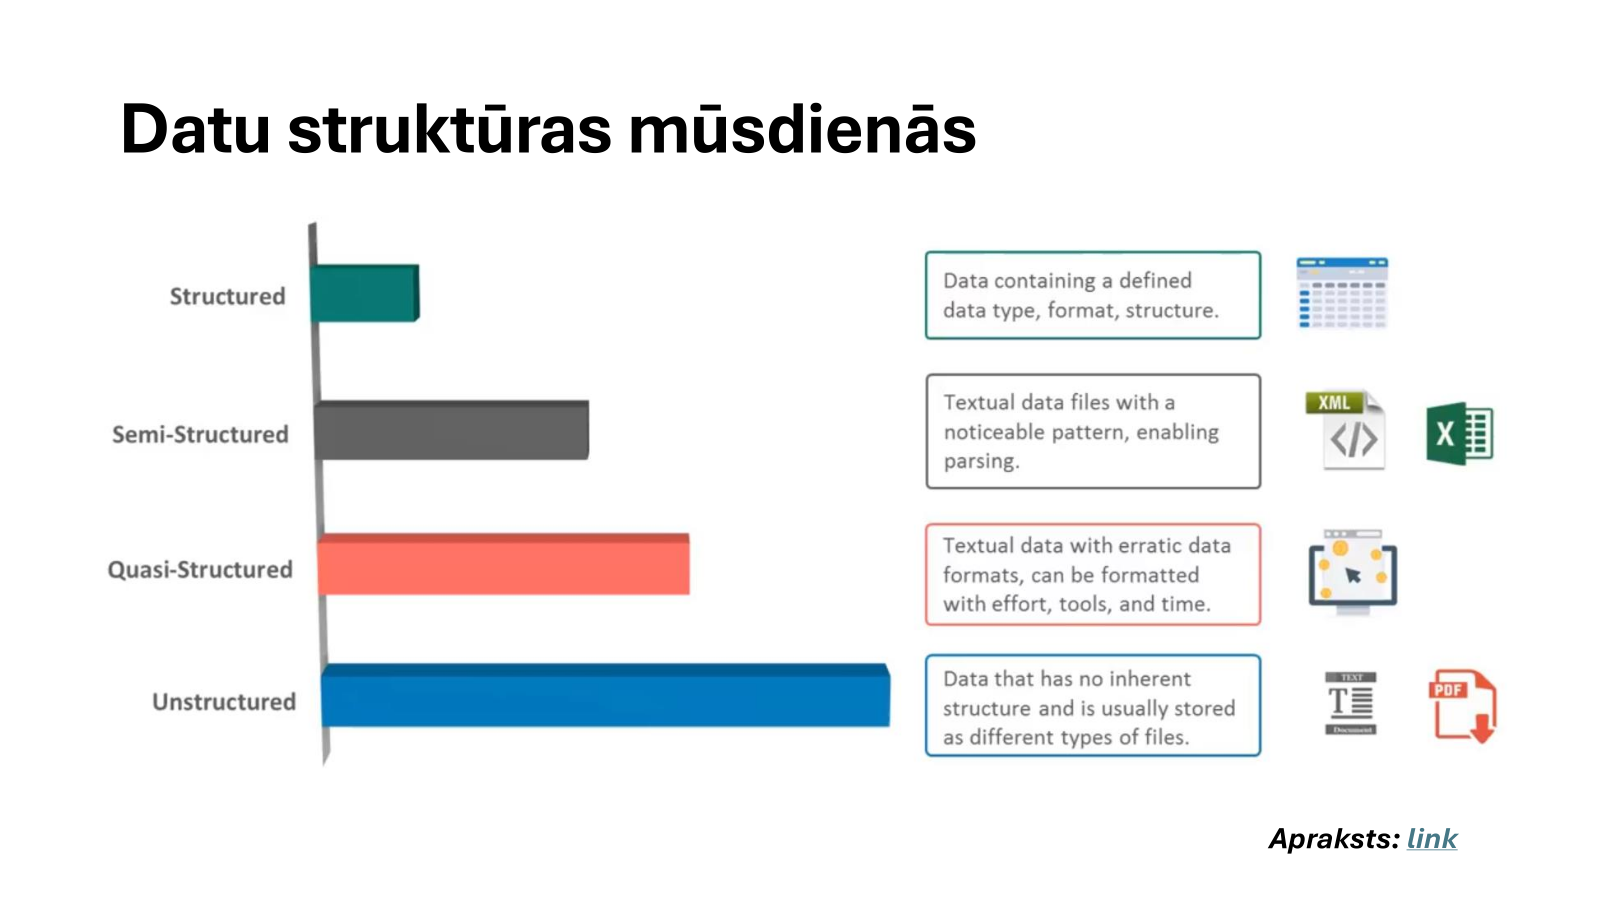 Datu struktūras mūsdienās
Structured
Data containing a defined
data type, format, structure.
Semi-Structured
Textual data files with a
noticeable pattern, enabling
parsing.
XML
</>
X
Quasi-Structured
Textual data with erratic data
formats, can be formatted
with effort, tools, and time.
Unstructured
Data that has no inherent
structure and is usually stored
as different types of files.
TEXT
T
Document
PDF
Apraksts: link